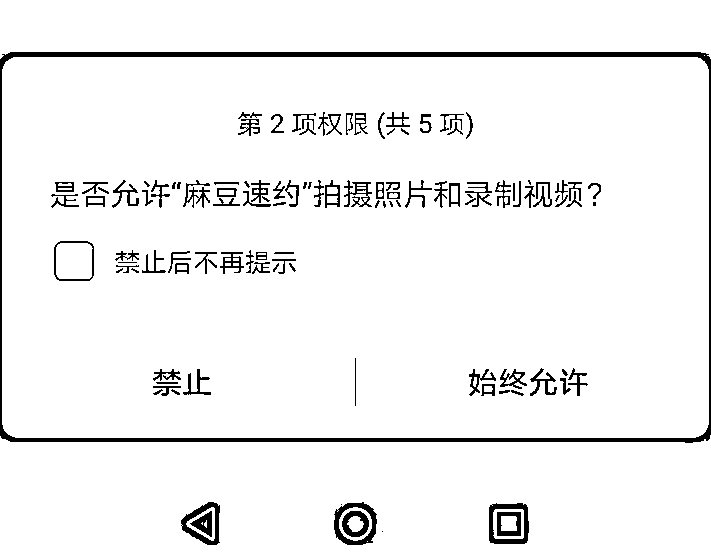 第 2 项权限 (共 5 项)
是否允许“麻豆速约”拍摄照片和录制视频？
禁止后不再提示
禁止
始终允许